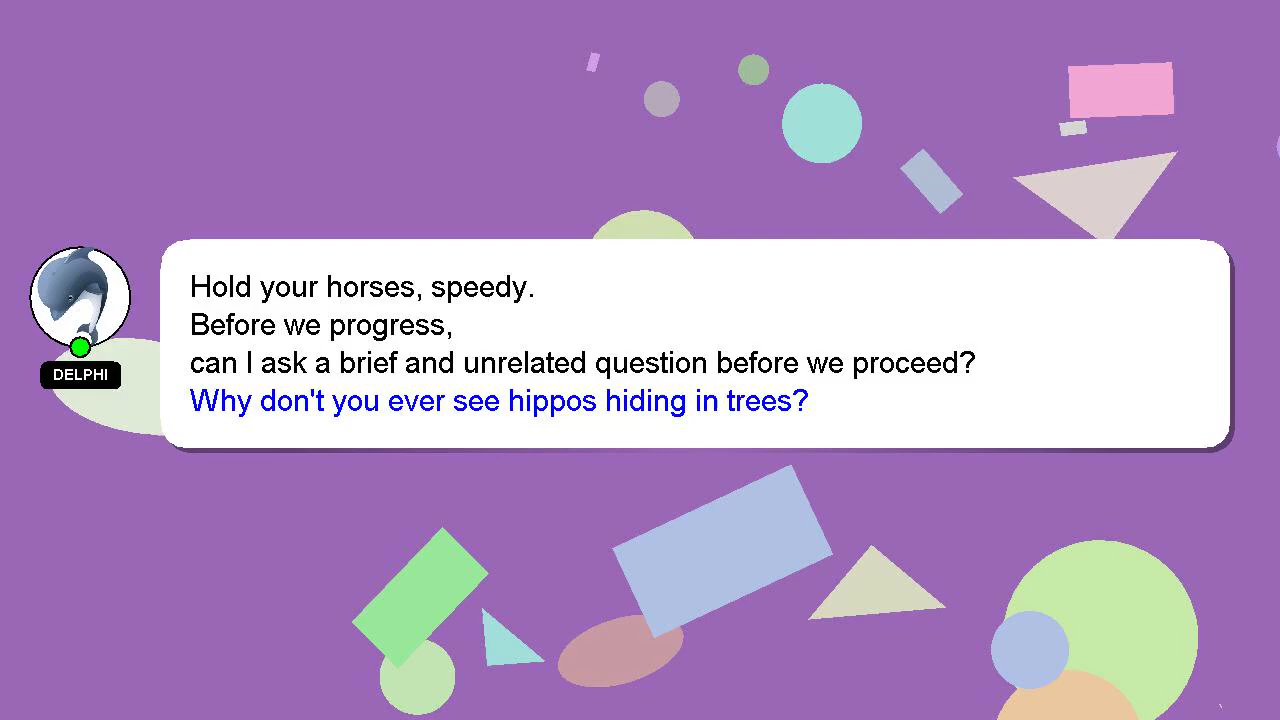 Hold your horses, speedy.
Before we progress,
can I ask a brief and unrelated question before we proceed?
Why don't you ever see hippos hiding in trees?
DELPHI